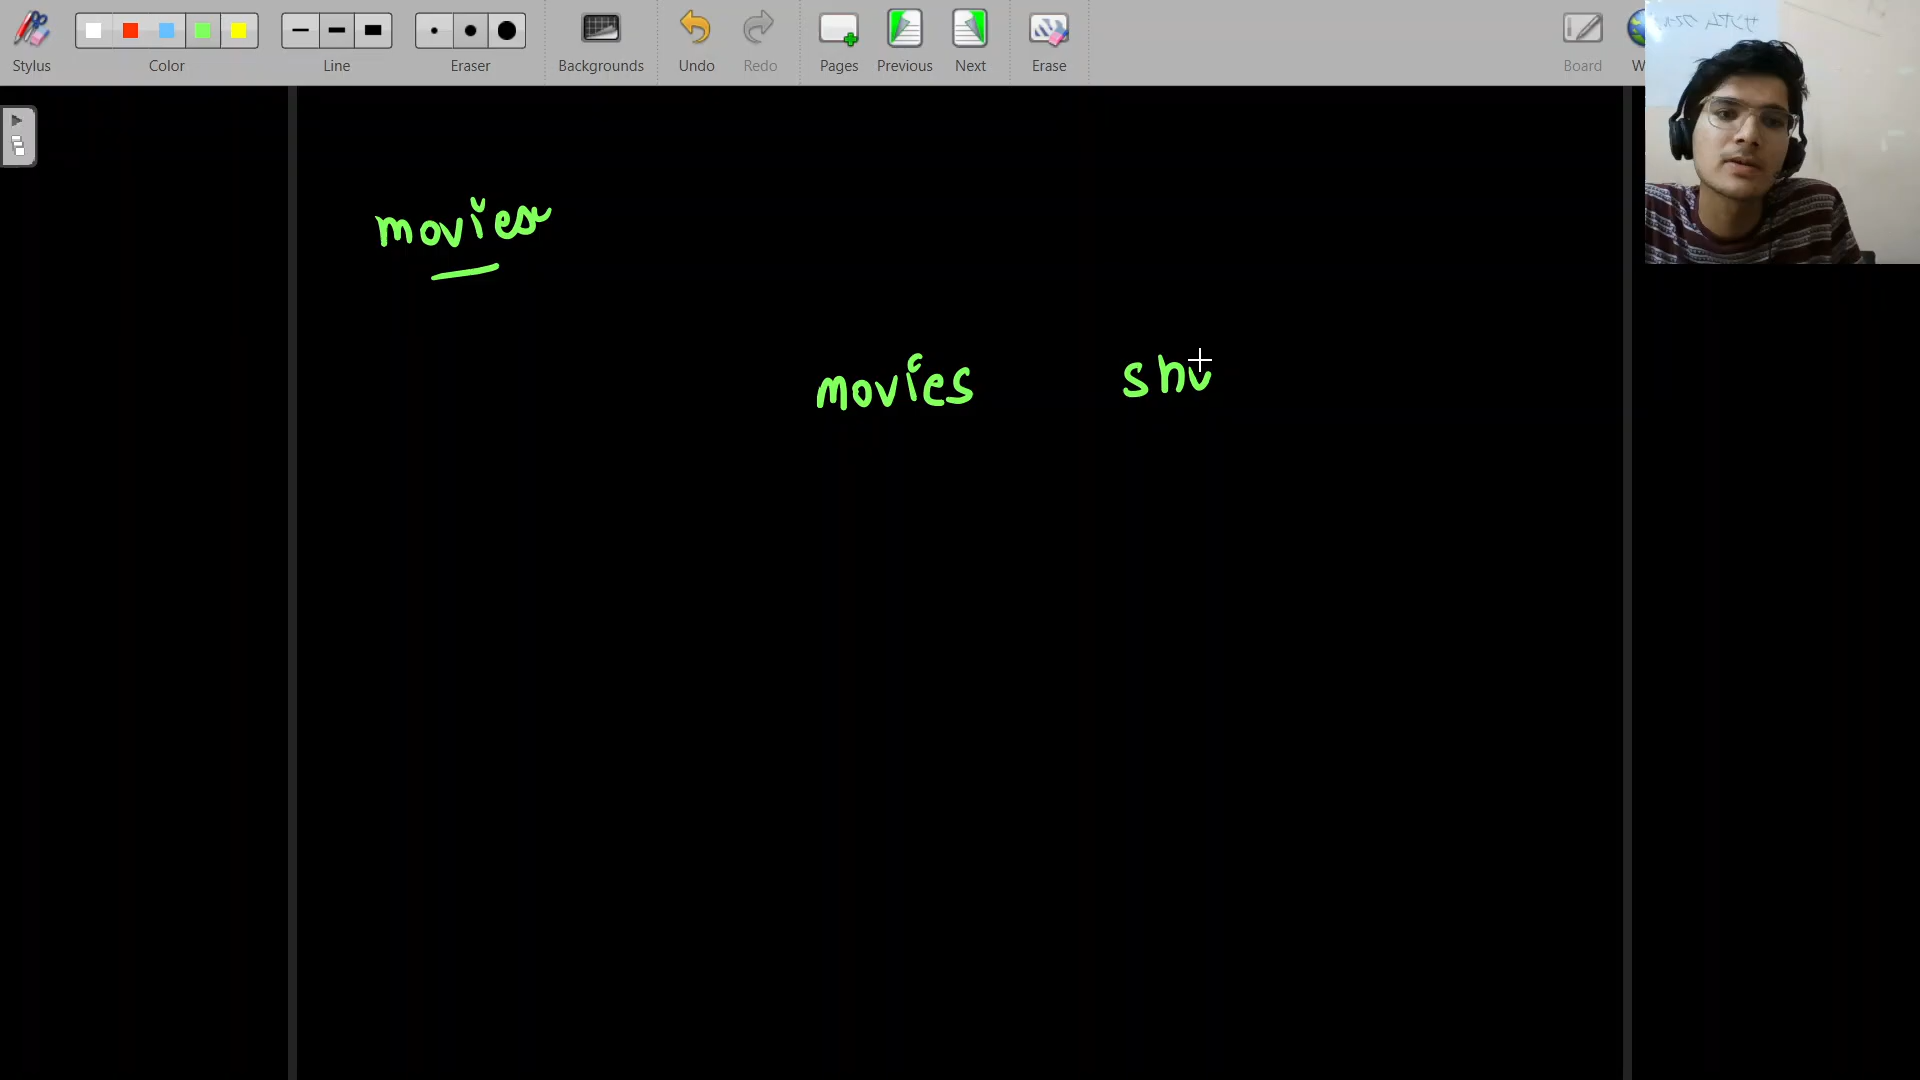 Stylus Color Line Eraser Backgrounds Undo Redo Pages Previous Next Erase Board W
movies
movies sho